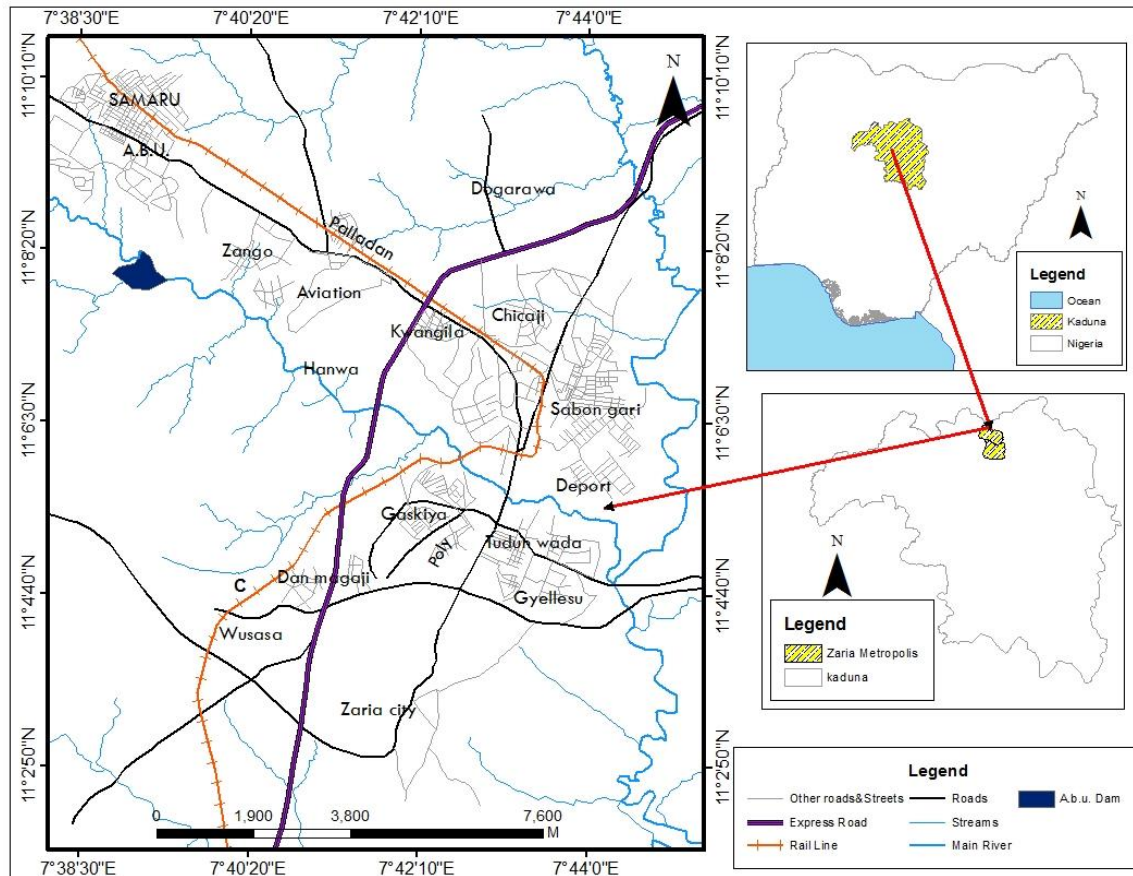 7°38'30"E
7°40'20"E
7°42'10"E
7°44'0"E
11°10'10"N
11°8'20"N
11°6'30"N
11°4'40"N
11°2'50"N
N
SAMARU
A.B.U.
Dogarawa
Palladan
Zango
Aviation
Chicaji
Kwangila
Hanwa
Sabon gari
Deport
Gaskiya
Poly
Tudun wada
C
Dan magaji
Gyellesu
Wusasa
Zaria city
0 1,900 3,800 7,600
M
11°10'10"N
11°8'20"N
11°6'30"N
11°4'40"N
11°2'50"N
7°38'30"E
7°40'20"E
7°42'10"E
7°44'0"E
N
Legend
Ocean
Kaduna
Nigeria
N
Legend
Zaria Metropolis
kaduna
Legend
Other roads&Streets
Roads
A.b.u. Dam
Express Road
Streams
Rail Line
Main River